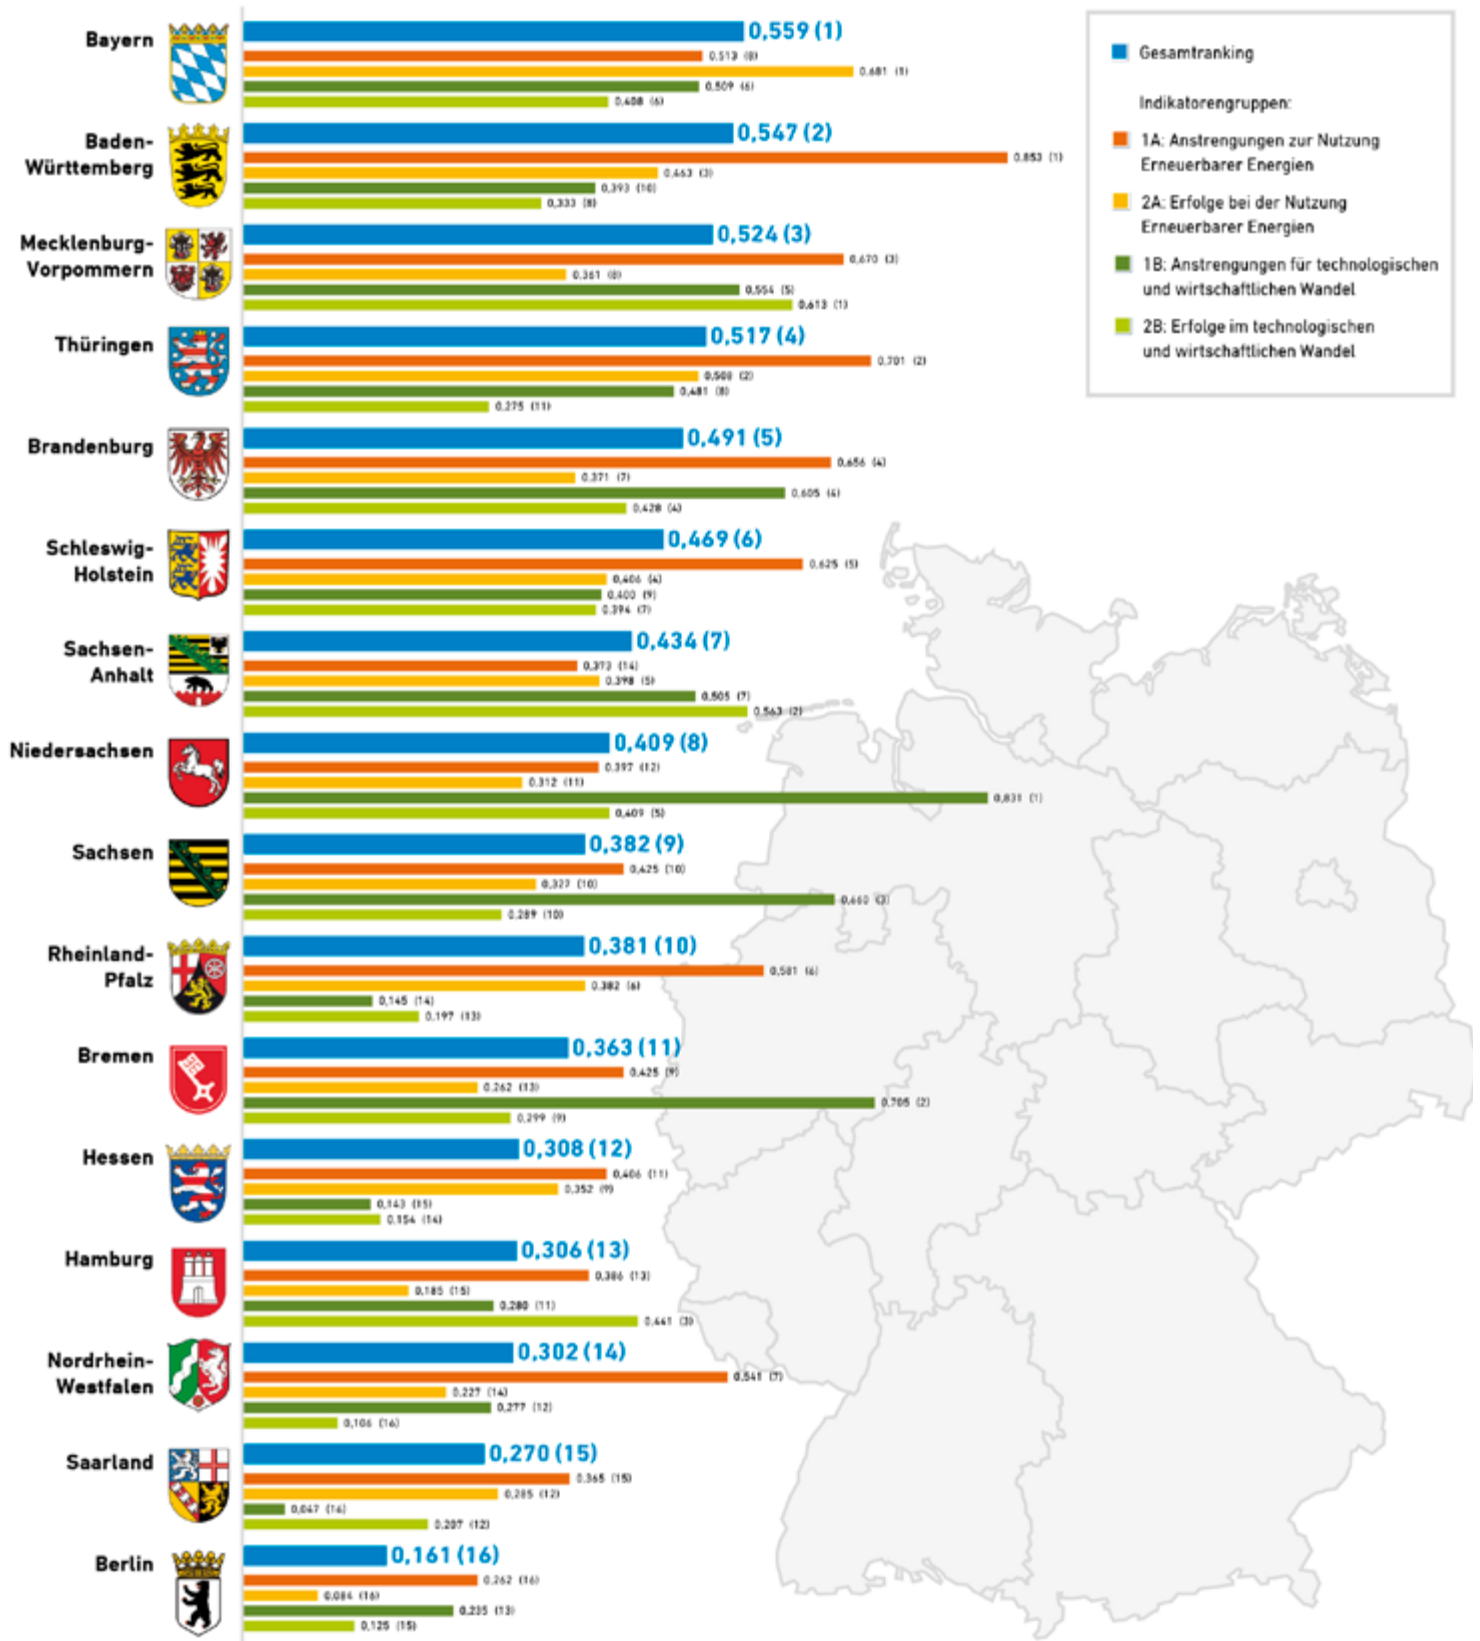 Bayern
0,559 (1)
0,513 (8)
0,681 (1)
0,509 (6)
0,408 (6)
Baden-
Württemberg
0,547 (2)
0,853 (1)
0,463 (3)
0,393 (10)
0,333 (8)
Mecklenburg-
Vorpommern
0,524 (3)
0,670 (3)
0,361 (8)
0,554 (5)
0,613 (1)
Thüringen
0,517 (4)
0,701 (2)
0,508 (2)
0,481 (8)
0,275 (11)
Brandenburg
0,491 (5)
0,656 (4)
0,371 (7)
0,605 (4)
0,428 (4)
Schleswig-
Holstein
0,469 (6)
0,625 (5)
0,406 (4)
0,400 (9)
0,394 (7)
Sachsen-
Anhalt
0,434 (7)
0,373 (14)
0,398 (5)
0,505 (7)
0,563 (2)
Niedersachsen
0,409 (8)
0,397 (12)
0,312 (11)
0,831 (1)
0,409 (5)
Sachsen
0,382 (9)
0,425 (10)
0,327 (10)
0,660 (3)
0,289 (10)
Rheinland-
Pfalz
0,381 (10)
0,581 (6)
0,382 (6)
0,145 (14)
0,197 (13)
Bremen
0,363 (11)
0,425 (9)
0,262 (13)
0,705 (2)
0,299 (9)
Hessen
0,308 (12)
0,406 (11)
0,352 (9)
0,143 (15)
0,154 (14)
Hamburg
0,306 (13)
0,386 (13)
0,185 (15)
0,280 (11)
0,441 (3)
Nordrhein-
Westfalen
0,302 (14)
0,541 (7)
0,227 (14)
0,277 (12)
0,106 (16)
Saarland
0,270 (15)
0,365 (15)
0,285 (12)
0,047 (16)
0,207 (12)
Berlin
0,161 (16)
0,262 (16)
0,084 (16)
0,235 (13)
0,125 (15)
Gesamtranking
Indikatorengruppen:
1A: Anstrengungen zur Nutzung
Erneuerbarer Energien
2A: Erfolge bei der Nutzung
Erneuerbarer Energien
1B: Anstrengungen für technologischen
und wirtschaftlichen Wandel
2B: Erfolge im technologischen
und wirtschaftlichen Wandel